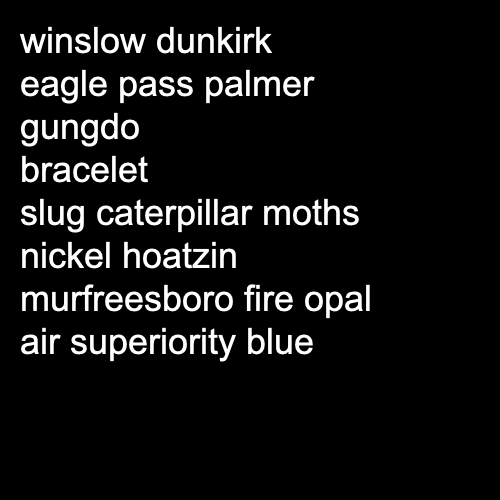 winslow dunkirk
eagle pass palmer
gungdo
bracelet
slug caterpillar moths
nickel hoatzin
murfreesboro fire opal
air superiority blue